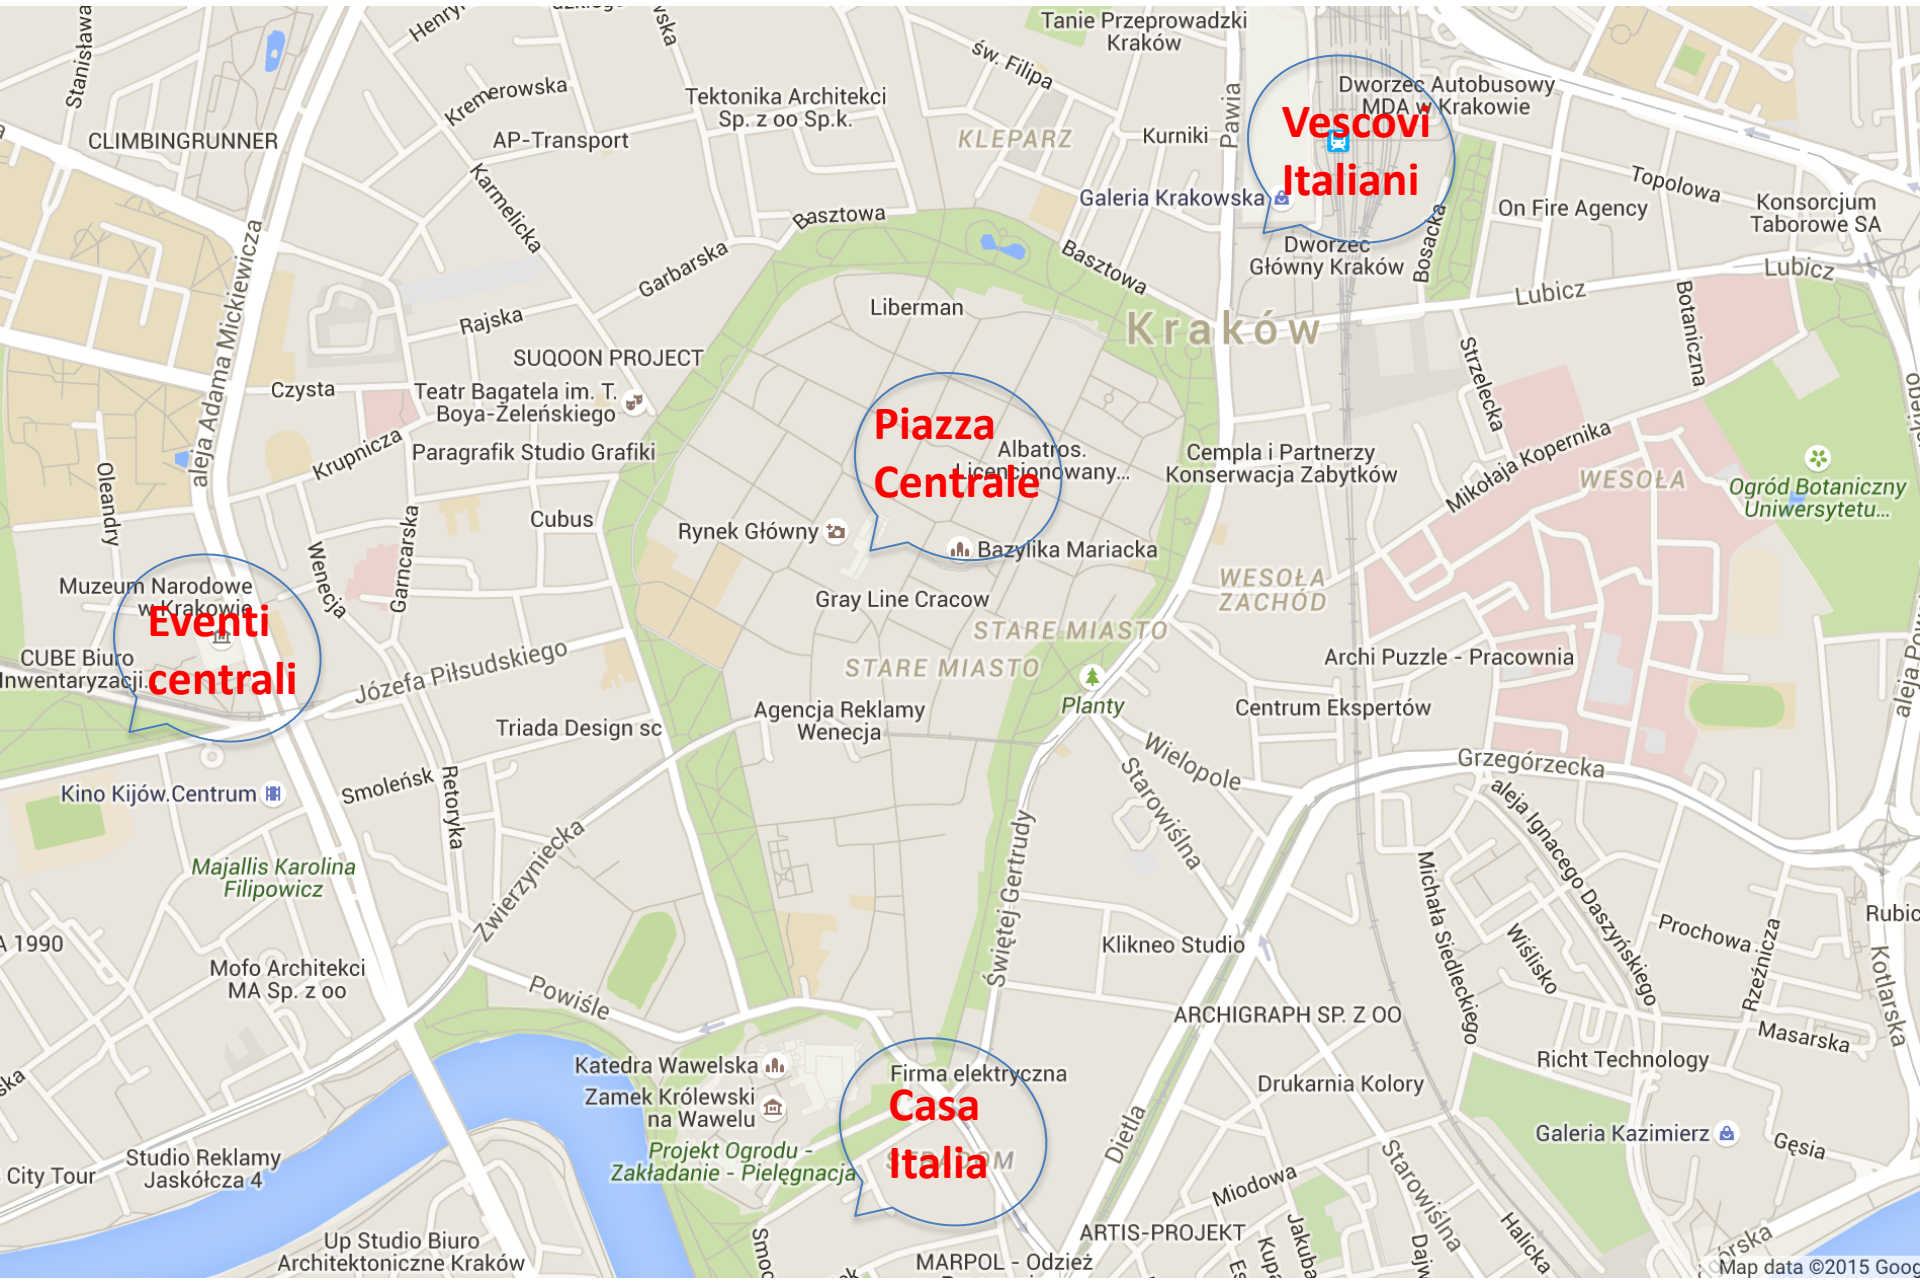 Tanie Przeprowadzki
Kraków
Stanisława
św. Filipa
Kremerowska
Tektonika Architekci
Sp. z oo Sp.k.
Dworzec Autobusowy
MDA w Krakowie
Pawia
CLIMBINGRUNNER
AP-Transport
KLEPARZ
Kurniki
Vescovi
Italiani
Karmelicka
Galeria Krakowska
Topolowa
On Fire Agency
Konsorcjum
Taborowe SA
Basztowa
Garbarska
Basztowa
Dworzec
Główny Kraków
Bosacka
Lubicz
Lubicz
Botaniczna
aleja Adama Mickiewicza
Liberman
Rajska
Kraków
SUQOON PROJECT
Strzelecka
Czysta
Teatr Bagatela im. T.
Boya-Żeleńskiego
Piazza
Centrale
Krupnicza
Paragrafik Studio Grafiki
Albatros.
Licencjonowany...
Cempla i Partnerzy
Konserwacja Zabytków
Mikołaja Kopernika
WESOŁA
Ogród Botaniczny
Uniwersytetu...
Oleandry
Garncarska
Cubus
Rynek Główny
Bazylika Mariacka
Wenecja
Muzeum Narodowe
w Krakowie
Eventi
centrali
Gray Line Cracow
WESOŁA
ZACHÓD
STARE MIASTO
STARE MIASTO
CUBE Biuro
Inwentaryzacji.
Józefa Piłsudskiego
Archi Puzzle - Pracownia
Planty
Centrum Ekspertów
Triada Design sc
Agencja Reklamy
Wenecja
Wielopole
Grzegórzecka
Kino Kijów.Centrum
Smoleńsk
Retoryka
Starowiślna
aleja Ignacego Daszyńskiego
Majallis Karolina
Filipowicz
Zwierzyniecka
Świętej Gertrudy
Michała Siedleckiego
A 1990
Klikneo Studio
Wiślisko
Prochowa
Rzeźnicza
Kotlarska
Mofo Architekci
MA Sp. z oo
Powiśle
ARCHIGRAPH SP. Z OO
Masarska
Richt Technology
Katedra Wawelska
Zamek Królewski
na Wawelu
Firma elektryczna
Casa
Italia
Drukarnia Kolory
Dietla
Galeria Kazimierz
Gęsia
Projekt Ogrodu -
Zakładanie - Pielęgnacja
City Tour
Studio Reklamy
Jaskółcza 4
Miodowa
Starowiślna
ARTIS-PROJEKT
Up Studio Biuro
Architektoniczne Kraków
MARPOL - Odzież
Halicka
Map data ©2015 Goog